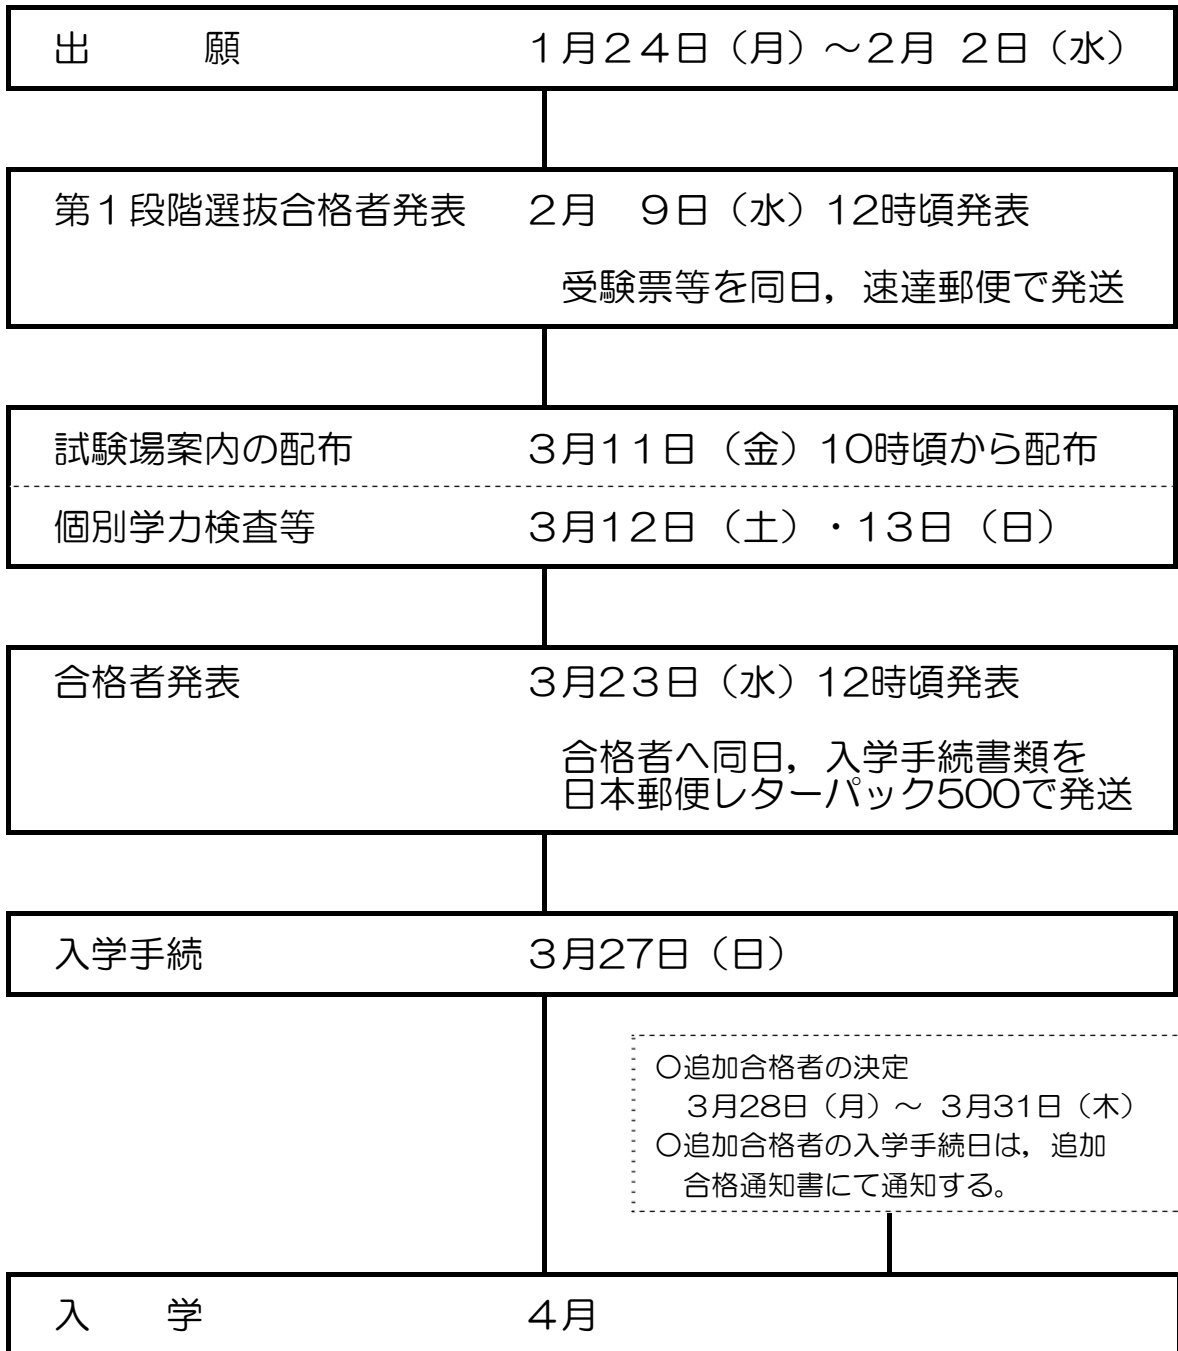 出　　　願　　　１月２４日（月）～２月 ２日（水）
第１段階選抜合格者発表　２月　９日（水）12時頃発表
受験票等を同日，速達郵便で発送
試験場案内の配布　３月１１日（金）10時頃から配布
個別学力検査等　３月１２日（土）・１３日（日）
合格者発表　３月２３日（水）12時頃発表
合格者へ同日，入学手続書類を
日本郵便レターパック500で発送
入学手続　３月27日（日）
○追加合格者の決定
３月28日（月）～ ３月31日（木）
○追加合格者の入学手続日は，追加
合格通知書にて通知する。
入　　学　４月